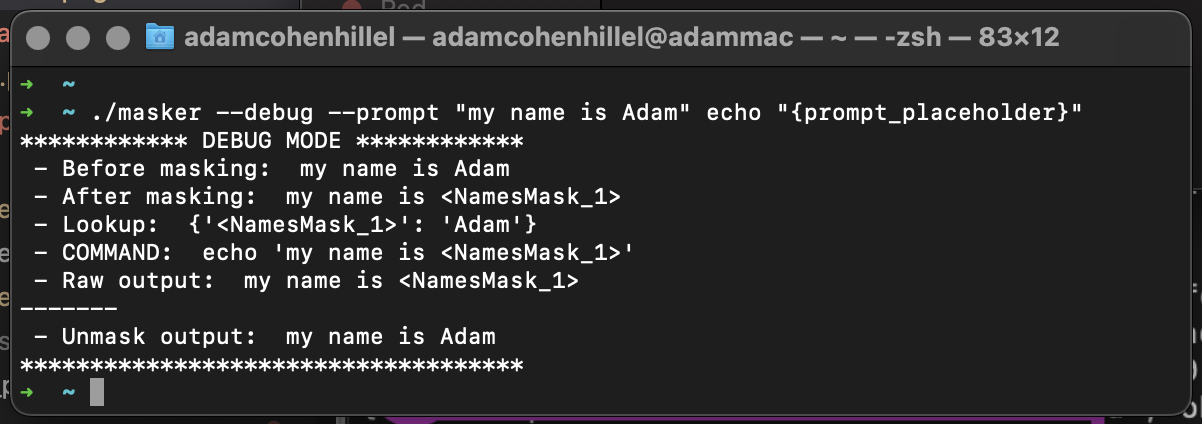 Red
adamcohenhillel — adamcohenhillel@adammac — ~ — -zsh — 83×12
➜ ~
➜ ~ ./masker --debug --prompt "my name is Adam" echo "{prompt_placeholder}"
************ DEBUG MODE ************
- Before masking:  my name is Adam
- After masking:  my name is <NamesMask_1>
- Lookup:  {'<NamesMask_1>': 'Adam'}
- COMMAND:  echo 'my name is <NamesMask_1>'
- Raw output:  my name is <NamesMask_1>
-------
- Unmask output:  my name is Adam
************************************
➜ ~